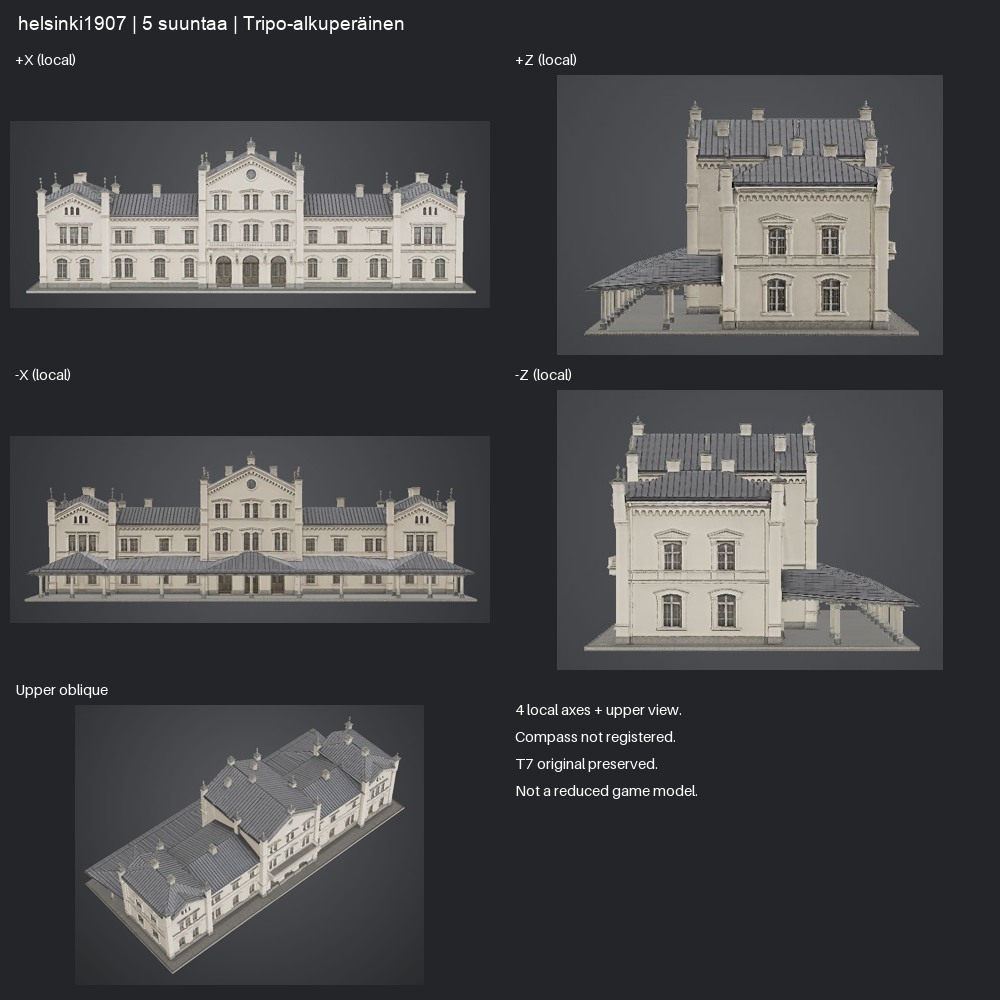 helsinki1907 | 5 suuntaa | Tripo-alkuperäinen
+X (local)
+Z (local)
-X (local)
-Z (local)
Upper oblique
4 local axes + upper view.
Compass not registered.
T7 original preserved.
Not a reduced game model.